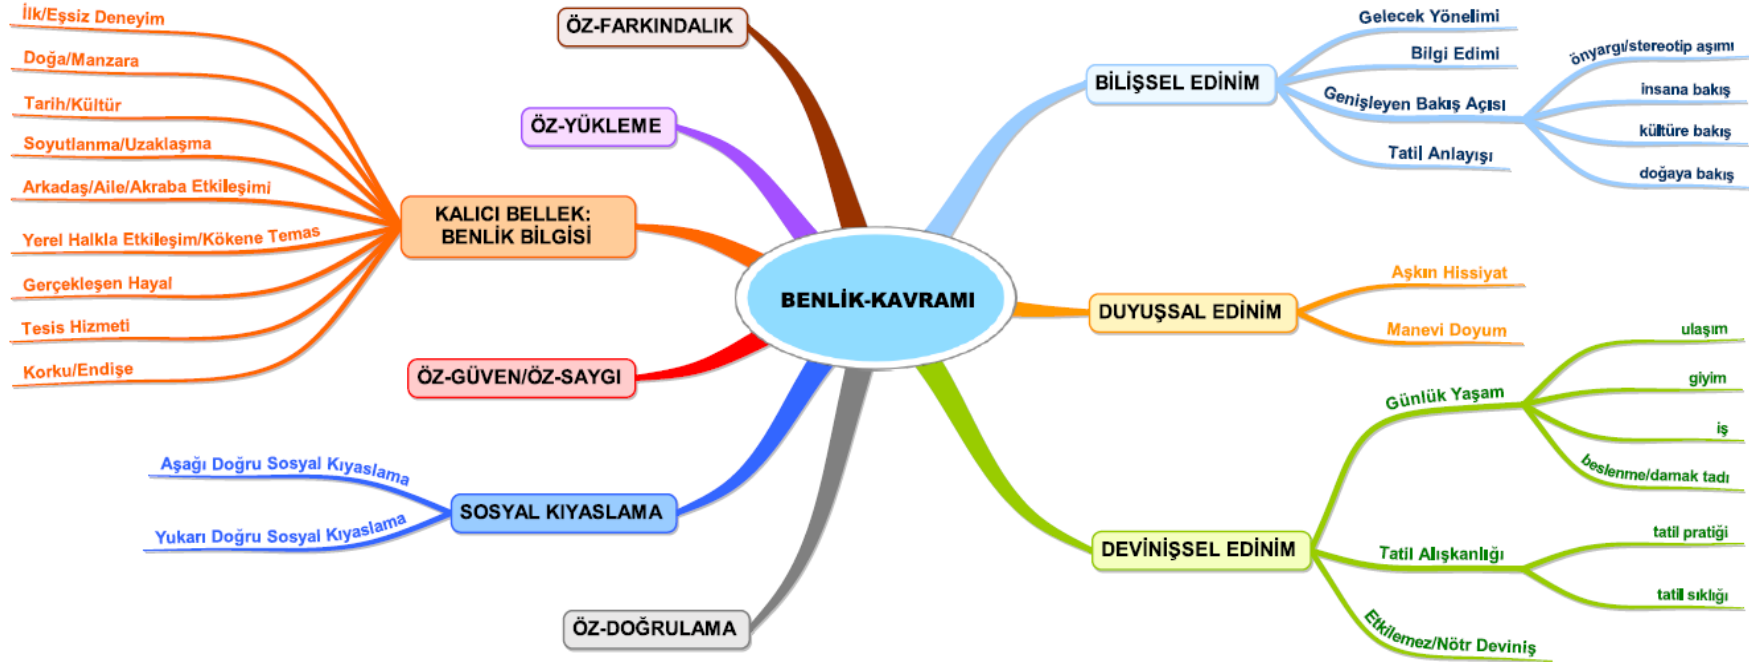 İlk/Eşsiz Deneyim
Doğa/Manzara
Tarih/Kültür
Soyutlanma/Uzaklaşma
Arkadaş/Aile/Akraba Etkileşimi
Yerel Halkla Etkileşim/Kökene Temas
Gerçekleşen Hayal
Tesis Hizmeti
Korku/Endişe
KALICI BELLEK:
BENLİK BİLGİSİ
ÖZ-FARKINDALIK
ÖZ-YÜKLEME
ÖZ-GÜVEN/ÖZ-SAYGI
Aşağı Doğru Sosyal Kıyaslama
Yukarı Doğru Sosyal Kıyaslama
SOSYAL KIYASLAMA
ÖZ-DOĞRULAMA
BENLİK-KAVRAMI
BİLİŞSEL EDİNİM
Gelecek Yönelimi
Bilgi Edimi
Genişleyen Bakış Açısı
önyargı/stereotip aşımı
insana bakış
kültüre bakış
doğaya bakış
Tatil Anlayışı
DUYUŞSAL EDİNİM
Aşkın Hissiyat
Manevi Doyum
DEVİNİŞSEL EDİNİM
Günlük Yaşam
ulaşım
giyim
iş
beslenme/damak tadı
Tatil Alışkanlığı
tatil pratiği
tatil sıklığı
Etkilemez/Nötr Deviniş